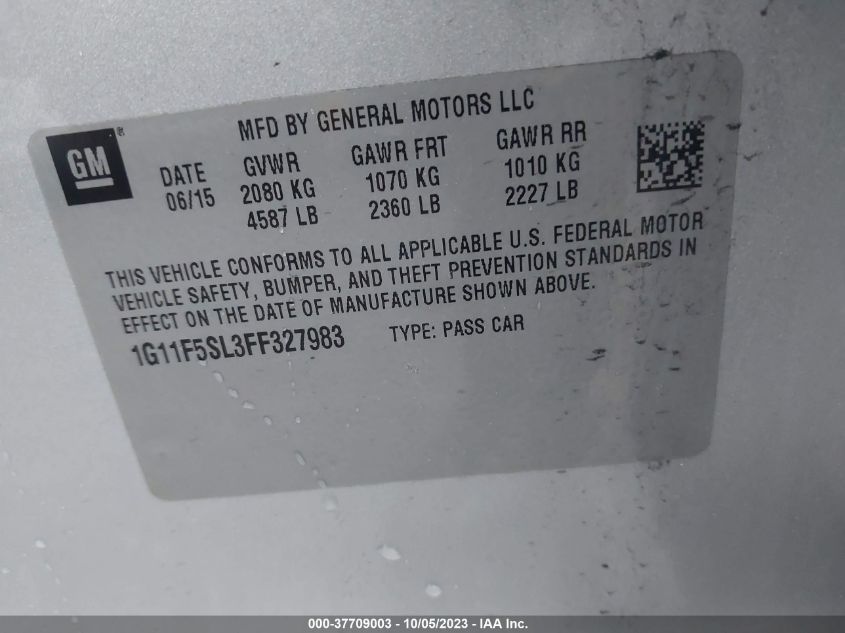 MFD BY GENERAL MOTORS LLC
GM®
DATE GVWR GAWR FRT GAWR RR
06/15 2080 KG 1070 KG 1010 KG
4587 LB 2360 LB 2227 LB
THIS VEHICLE CONFORMS TO ALL APPLICABLE U.S. FEDERAL MOTOR
VEHICLE SAFETY, BUMPER, AND THEFT PREVENTION STANDARDS IN
EFFECT ON THE DATE OF MANUFACTURE SHOWN ABOVE.
1G11F5SL3FF327983 TYPE: PASS CAR
000-37709003 - 10/05/2023 - IAA Inc.